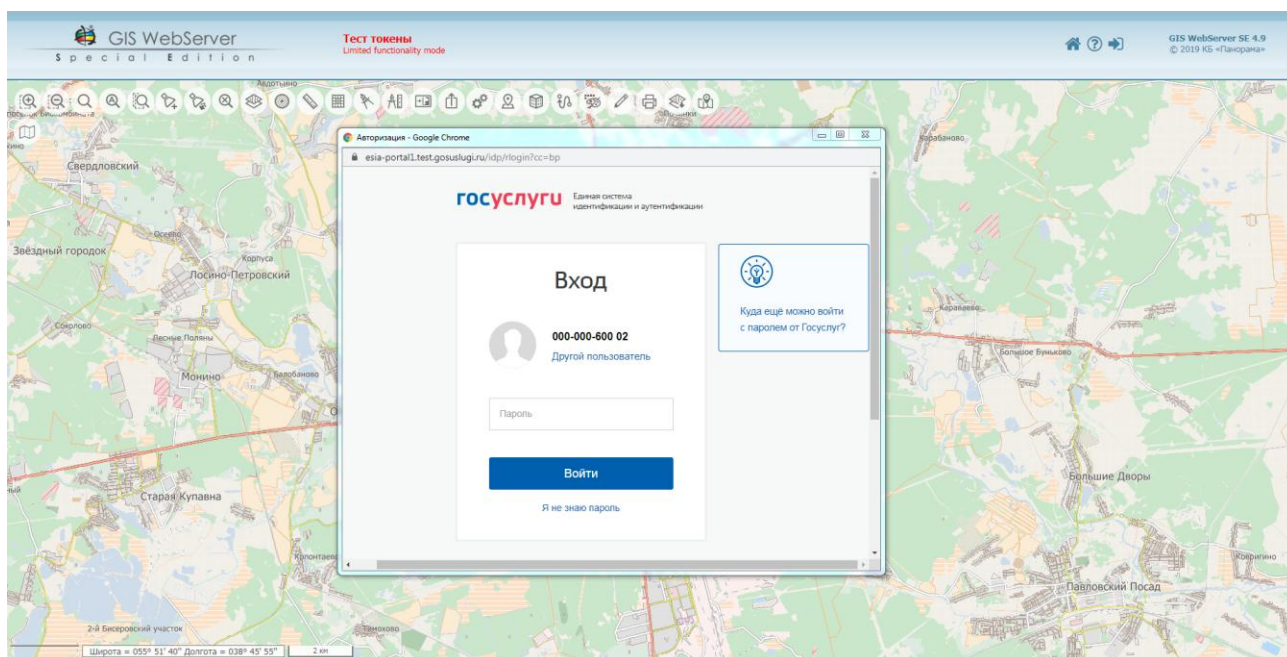 GIS WebServer
Special Edition
Тест токены
Limited functionality mode
GIS WebServer SE 4.9
© 2019 КБ «Панорама»
Авдотьино
Свердловский
Осеево
Звёздный городок
Корпуса
Лосино-Петровский
Соколово
Лесные Поляны
Монино
Балобаново
Старая Купавна
2-й Бисеровский участок
Тимохово
Широта = 055° 51' 40" Долгота = 038° 45' 55"
2 км
Авторизация - Google Chrome
esia-portal1.test.gosuslugi.ru/idp/rlogin?cc=bp
госуслуги
Единая система
идентификации и аутентификации
Вход
000-000-600 02
Другой пользователь
Пароль
Войти
Я не знаю пароль
Куда ещё можно войти
с паролем от Госуслуг?
Карабаново
Караваево
Большое Буньково
Большие Дворы
Ковригино
Павловский Посад